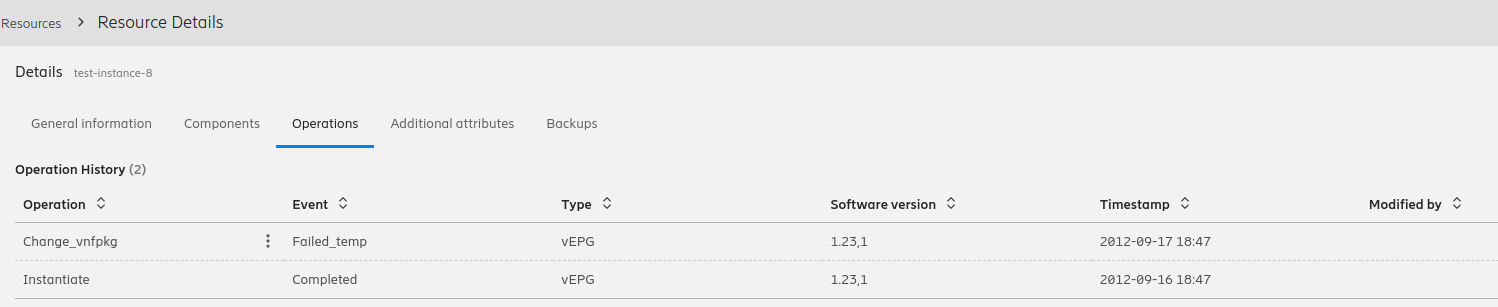 Resources > Resource Details
Details test-instance-8
General information Components Operations Additional attributes Backups
Operation History (2)
Operation Event Type Software version Timestamp Modified by
Change_vnfpkg Failed_temp vEPG 1.23,1 2012-09-17 18:47
Instantiate Completed vEPG 1.23,1 2012-09-16 18:47